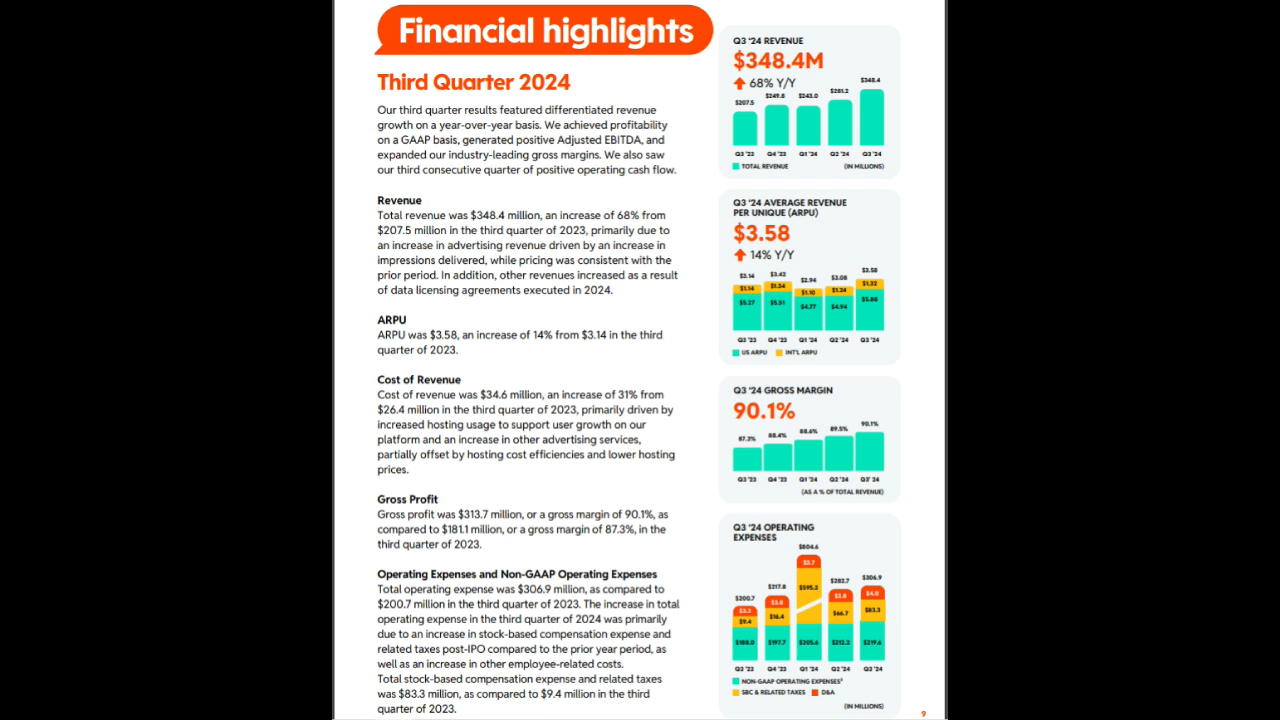 Financial highlights
Third Quarter 2024
Our third quarter results featured differentiated revenue
growth on a year-over-year basis. We achieved profitability
on a GAAP basis, generated positive Adjusted EBITDA, and
expanded our industry-leading gross margins. We also saw
our third consecutive quarter of positive operating cash flow.
Revenue
Total revenue was $348.4 million, an increase of 68% from
$207.5 million in the third quarter of 2023, primarily due to
an increase in advertising revenue driven by an increase in
impressions delivered, while pricing was consistent with the
prior period. In addition, other revenues increased as a result
of data licensing agreements executed in 2024.
ARPU
ARPU was $3.58, an increase of 14% from $3.14 in the third
quarter of 2023.
Cost of Revenue
Cost of revenue was $34.6 million, an increase of 31% from
$26.4 million in the third quarter of 2023, primarily driven by
increased hosting usage to support user growth on our
platform and an increase in other advertising services,
partially offset by hosting cost efficiencies and lower hosting
prices.
Gross Profit
Gross profit was $313.7 million, or a gross margin of 90.1%, as
compared to $181.1 million, or a gross margin of 87.3%, in the
third quarter of 2023.
Operating Expenses and Non-GAAP Operating Expenses
Total operating expense was $306.9 million, as compared to
$200.7 million in the third quarter of 2023. The increase in total
operating expense in the third quarter of 2024 was primarily
due to an increase in stock-based compensation expense and
related taxes post-IPO compared to the prior year period, as
well as an increase in other employee-related costs.
Total stock-based compensation expense and related taxes
was $83.3 million, as compared to $9.4 million in the third
quarter of 2023.
Q3 '24 REVENUE
$348.4M
68% Y/Y
$207.5 $249.8 $243.0 $281.2 $348.4
Q3 '23 Q4 '23 Q1 '24 Q2 '24 Q3 '24
TOTAL REVENUE (IN MILLIONS)
Q3 '24 AVERAGE REVENUE
PER UNIQUE (ARPU)
$3.58
14% Y/Y
$3.14 $3.42 $2.94 $3.08 $3.58
$1.14 $1.34 $1.10 $1.24 $1.32
$5.27 $5.51 $4.77 $4.94
Q3 '23 Q4 '23 Q1 '24 Q2 '24 Q3 '24
US ARPU INT'L ARPU
Q3 '24 GROSS MARGIN
90.1%
87.3% 88.4% 88.6% 89.5% 90.1%
Q3 '23 Q4 '23 Q1 '24 Q2 '24 Q3' 24
(AS A % OF TOTAL REVENUE)
Q3 '24 OPERATING
EXPENSES
$200.7 $217.8 $804.6 $282.7 $306.9
$3.3 $3.8 $3.7 $3.8 $4.0
$9.4 $16.4 $595.3 $66.7 $83.3
$188.0 $197.7 $205.6 $212.2 $219.6
Q3 '23 Q4 '23 Q1 '24 Q2 '24 Q3 '24
NON-GAAP OPERATING EXPENSES
SBC & RELATED TAXES D&A
(IN MILLIONS)
9